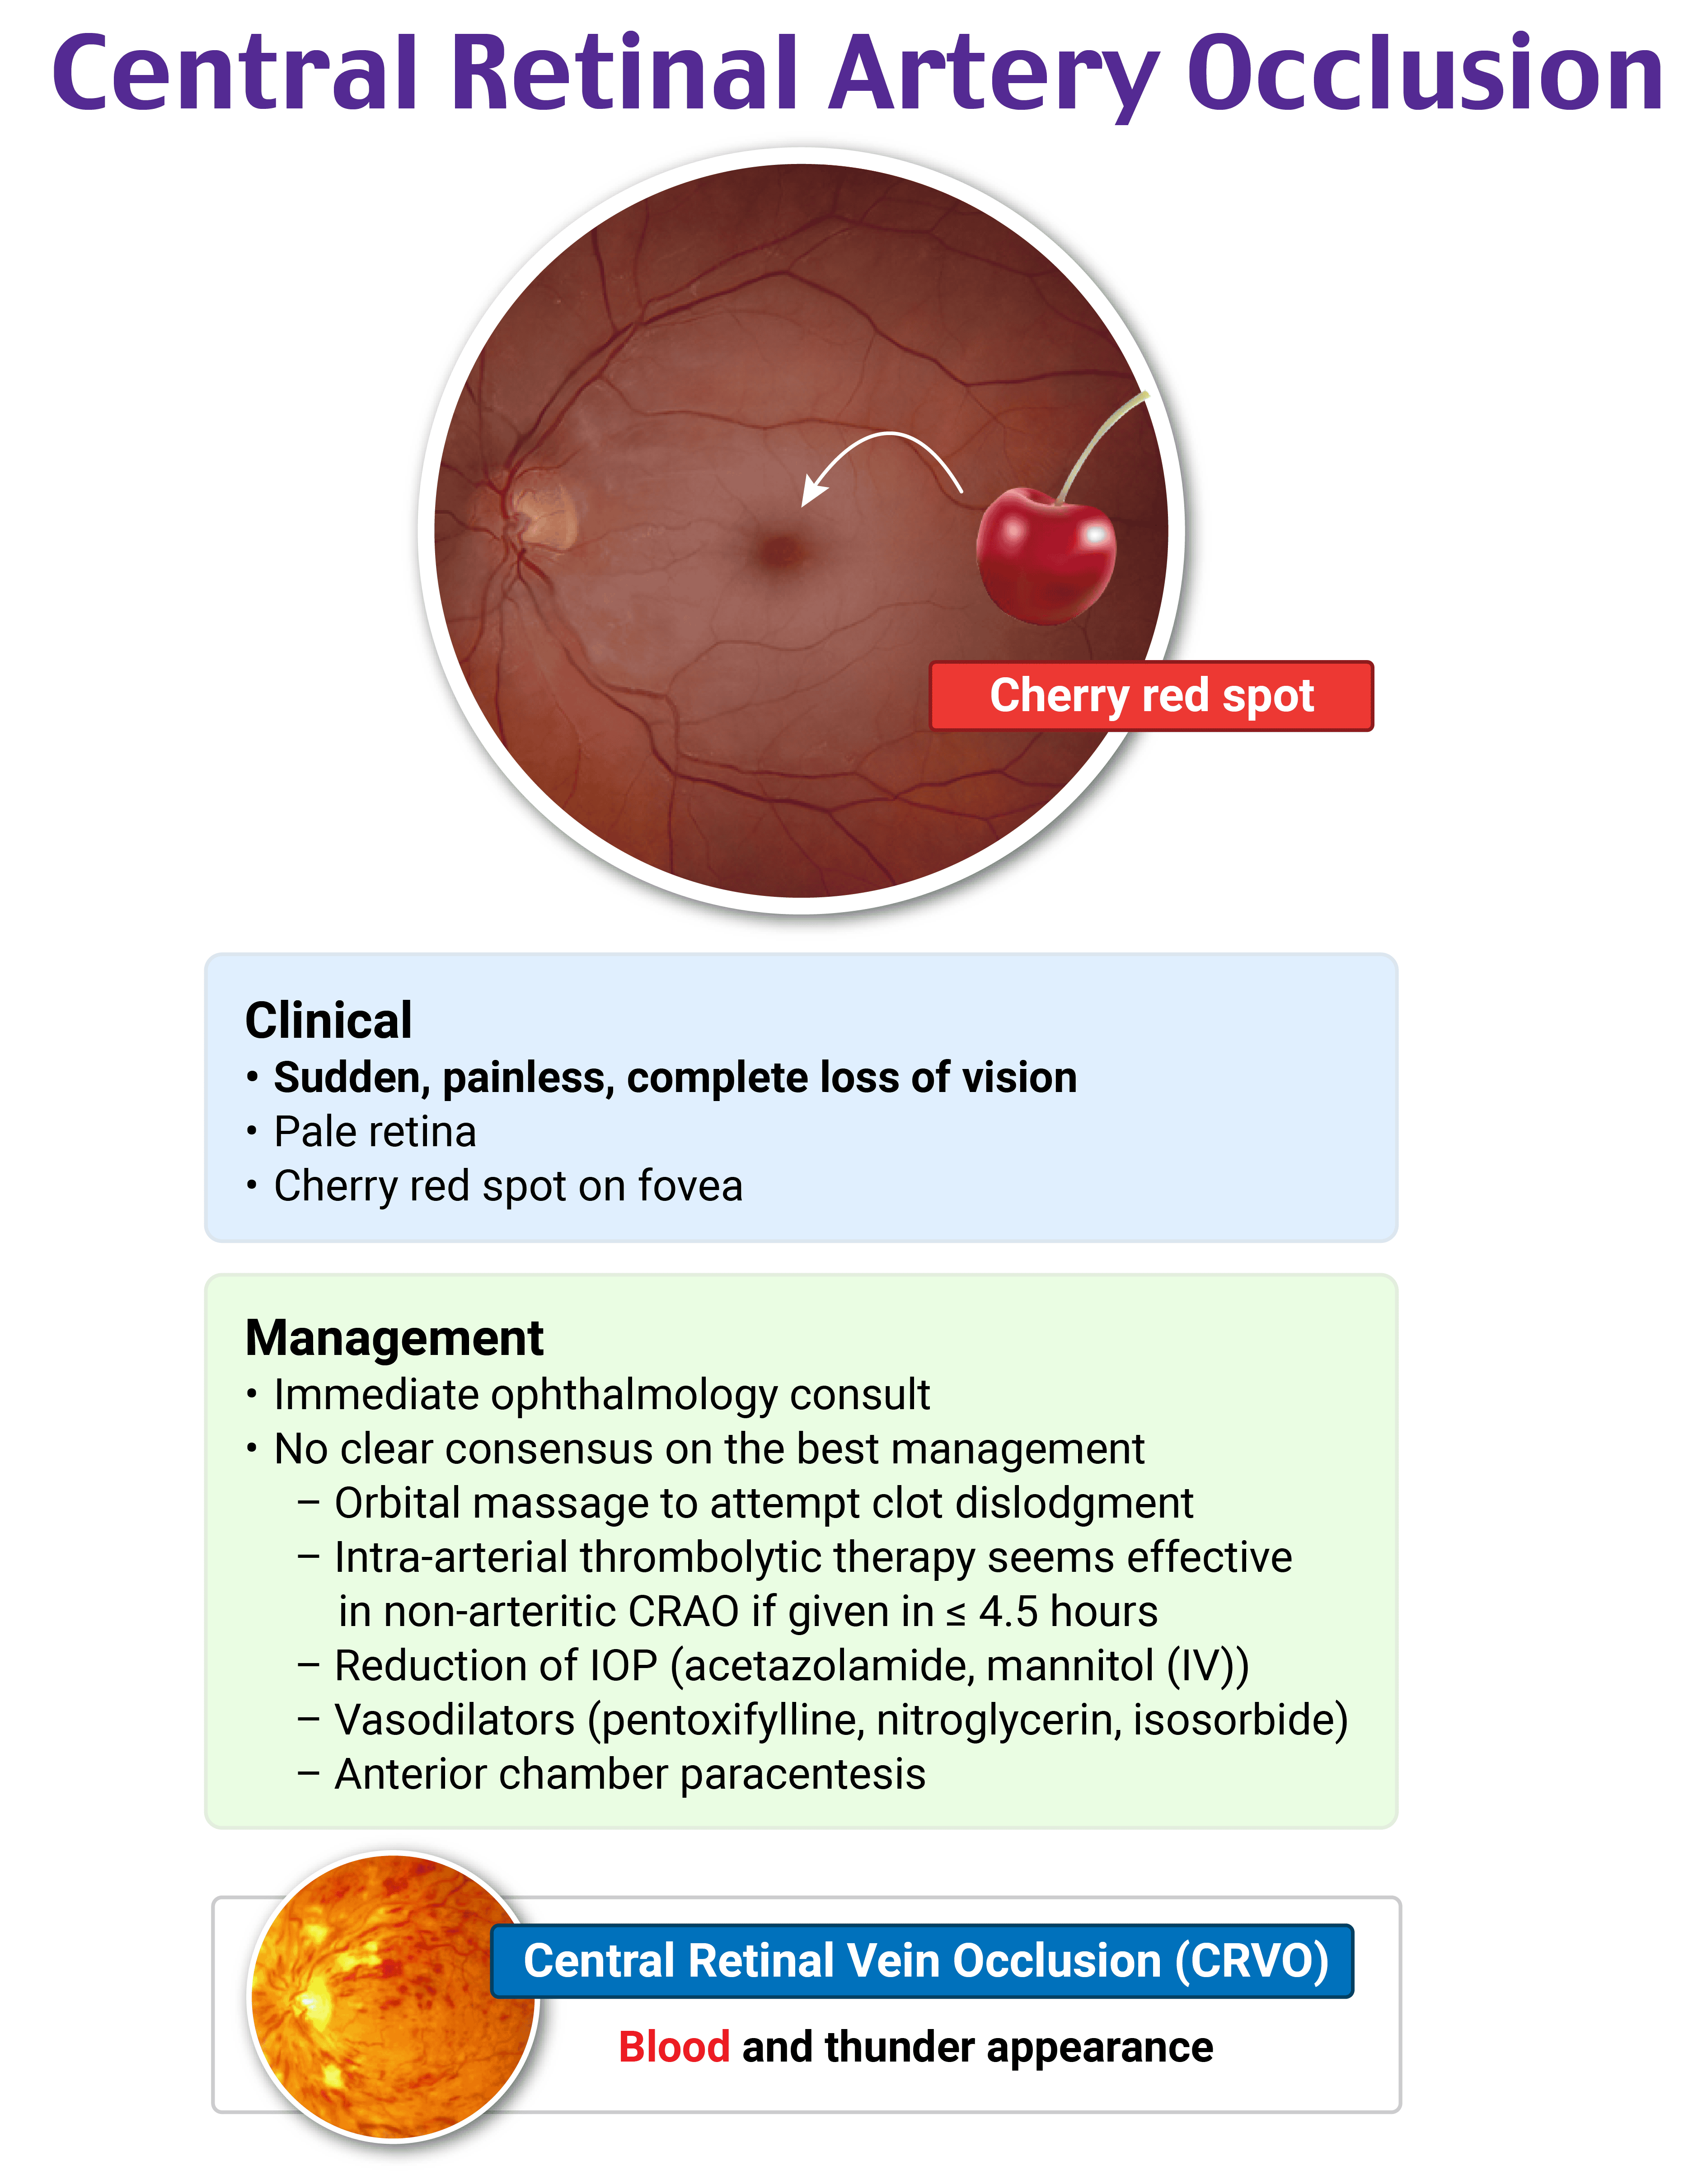 Central Retinal Artery Occlusion
Cherry red spot
Clinical
• Sudden, painless, complete loss of vision
• Pale retina
• Cherry red spot on fovea
Management
• Immediate ophthalmology consult
• No clear consensus on the best management
– Orbital massage to attempt clot dislodgment
– Intra-arterial thrombolytic therapy seems effective
in non-arteritic CRAO if given in ≤ 4.5 hours
– Reduction of IOP (acetazolamide, mannitol (IV))
– Vasodilators (pentoxifylline, nitroglycerin, isosorbide)
– Anterior chamber paracentesis
Central Retinal Vein Occlusion (CRVO)
Blood and thunder appearance